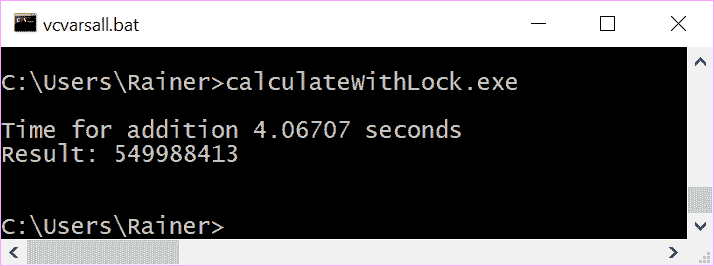 vcvarsall.bat
C:\Users\Rainer>calculateWithLock.exe
Time for addition 4.06707 seconds
Result: 549988413
C:\Users\Rainer>